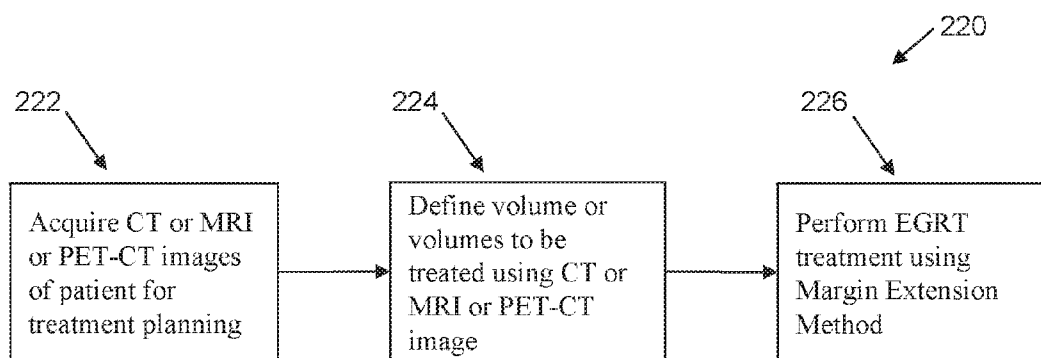 220
222
224
226
Acquire CT or MRI
or PET-CT images
of patient for
treatment planning
Define volume or
volumes to be
treated using CT or
MRI or PET-CT
image
Perform EGRT
treatment using
Margin Extension
Method